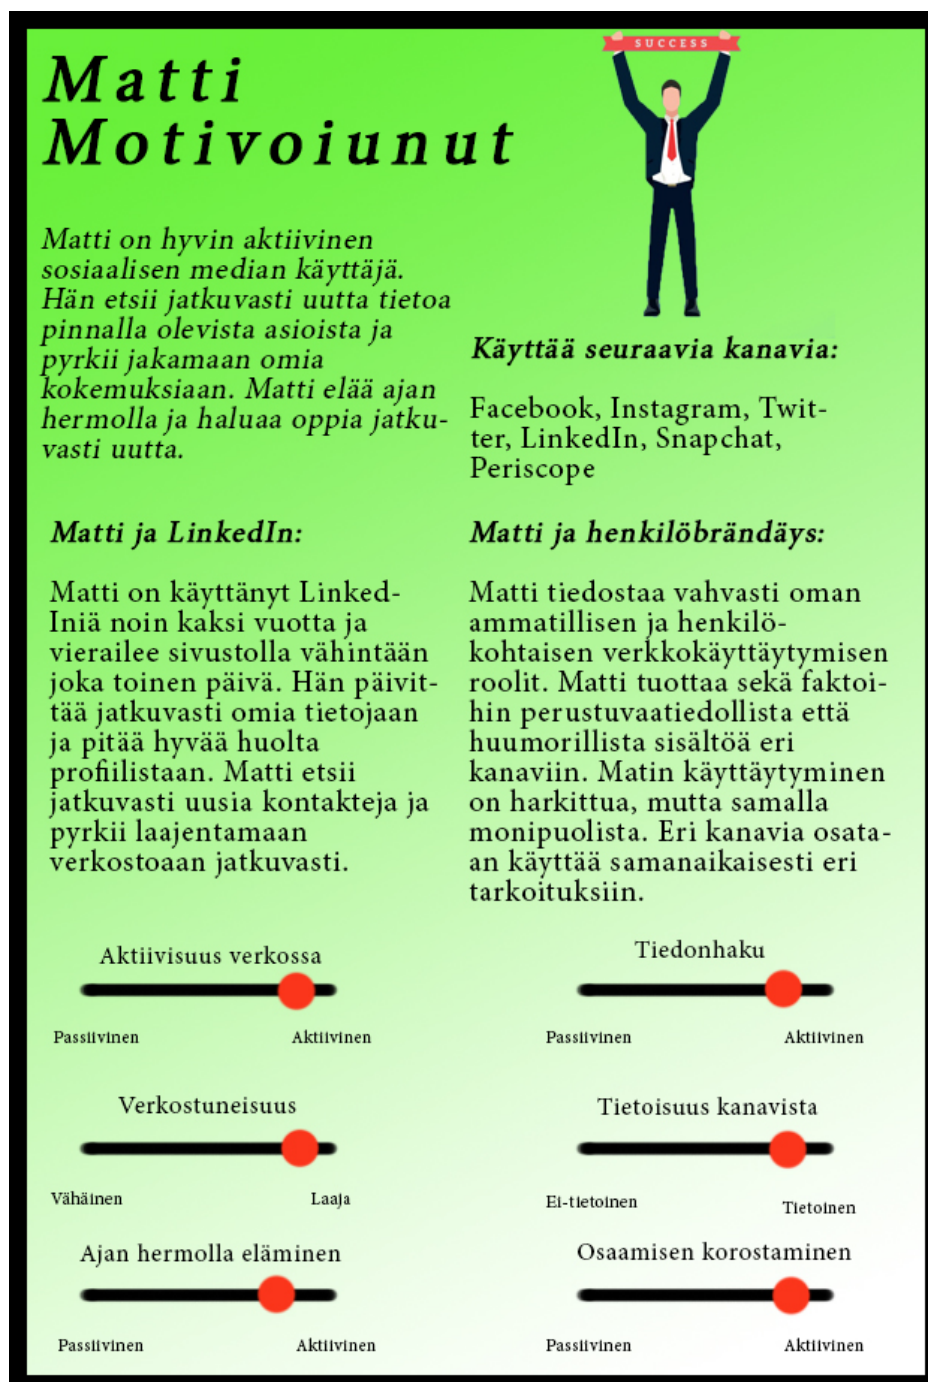 SUCCESS
Matti
Motivoiunut
Matti on hyvin aktiivinen
sosiaalisen median käyttäjä.
Hän etsii jatkuvasti uutta tietoa
pinnalla olevista asioista ja
pyrkii jakamaan omia
kokemuksiaan. Matti elää ajan
hermolla ja haluaa oppia jatku-
vasti uutta.
Käyttää seuraavia kanavia:
Facebook, Instagram, Twit-
ter, LinkedIn, Snapchat,
Periscope
Matti ja LinkedIn:
Matti on käyttänyt Linked-
Iniä noin kaksi vuotta ja
vierailee sivustolla vähintään
joka toinen päivä. Hän päivit-
tää jatkuvasti omia tietojaan
ja pitää hyvää huolta
profiilistaan. Matti etsii
jatkuvasti uusia kontakteja ja
pyrkii laajentamaan
verkostoaan jatkuvasti.
Matti ja henkilöbrändäys:
Matti tiedostaa vahvasti oman
ammatillisen ja henkilö-
kohtaisen verkkokäyttäytymisen
roolit. Matti tuottaa sekä faktoi-
hin perustuvaatiedollista että
huumorillista sisältöä eri
kanaviin. Matin käyttäytyminen
on harkittua, mutta samalla
monipuolista. Eri kanavia osata-
an käyttää samanaikaisesti eri
tarkoituksiin.
Aktiivisuus verkossa
Passiivinen Aktiivinen
Tiedonhaku
Passiivinen Aktiivinen
Verkostuneisuus
Vähäinen Laaja
Tietoisuus kanavista
Ei-tietoinen Tietoinen
Ajan hermolla eläminen
Passiivinen Aktiivinen
Osaamisen korostaminen
Passiivinen Aktiivinen